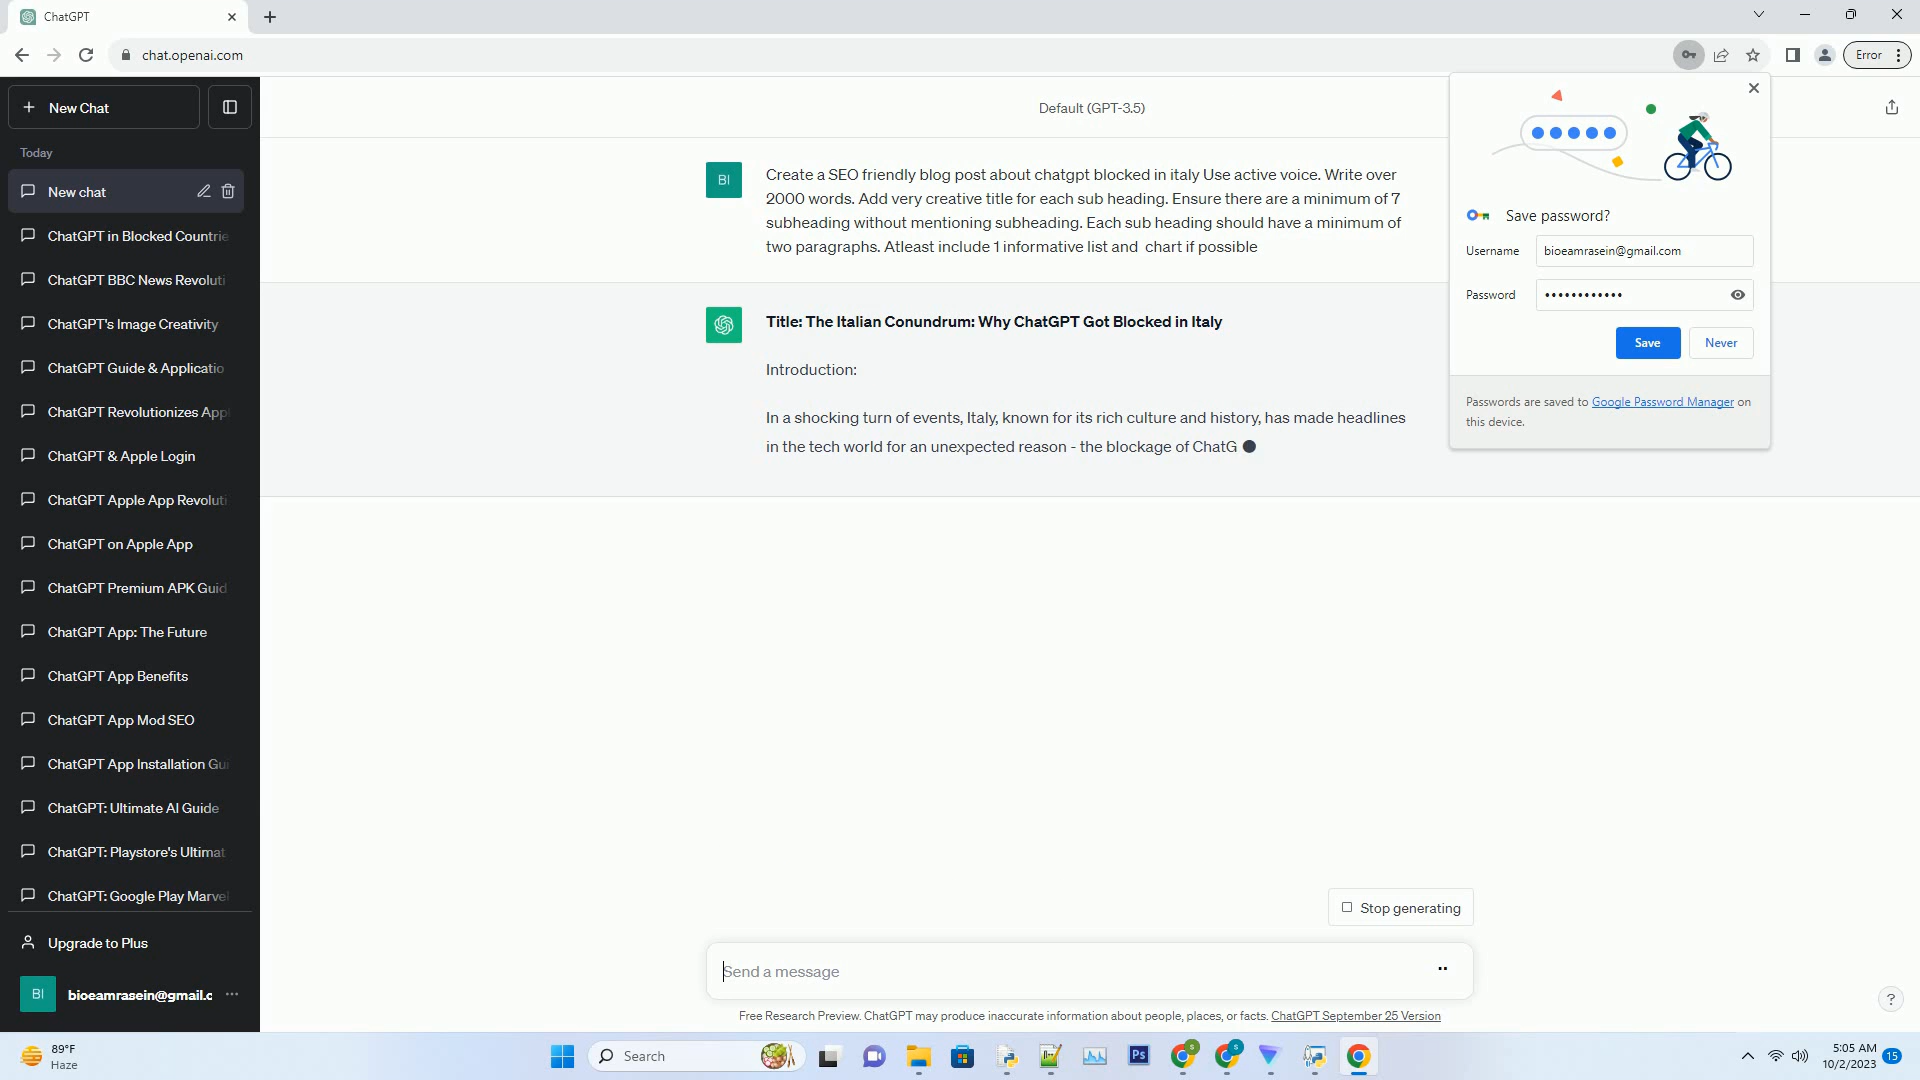 ChatGPT
chat.openai.com
Error
New Chat
Today
New chat
ChatGPT in Blocked Countrie
ChatGPT BBC News Revoluti
ChatGPT's Image Creativity
ChatGPT Guide & Applicatio
ChatGPT Revolutionizes App
ChatGPT & Apple Login
ChatGPT Apple App Revoluti
ChatGPT on Apple App
ChatGPT Premium APK Guid
ChatGPT App: The Future
ChatGPT App Benefits
ChatGPT App Mod SEO
ChatGPT App Installation Gui
ChatGPT: Ultimate AI Guide
ChatGPT: Playstore's Ultimat
ChatGPT: Google Play Marvel
Upgrade to Plus
BI
bioeamrasein@gmail.c
Default (GPT-3.5)
BI
Create a SEO friendly blog post about chatgpt blocked in italy Use active voice. Write over
2000 words. Add very creative title for each sub heading. Ensure there are a minimum of 7
subheading without mentioning subheading. Each sub heading should have a minimum of
two paragraphs. Atleast include 1 informative list and chart if possible
Title: The Italian Conundrum: Why ChatGPT Got Blocked in Italy
Introduction:
In a shocking turn of events, Italy, known for its rich culture and history, has made headlines
in the tech world for an unexpected reason - the blockage of ChatG
Save password?
Username
bioeamrasein@gmail.com
Password
Save
Never
Passwords are saved to Google Password Manager on
this device.
Stop generating
Send a message
Free Research Preview. ChatGPT may produce inaccurate information about people, places, or facts. ChatGPT September 25 Version
?
89°F
Haze
Search
Ps
S
S
5:05 AM
10/2/2023
15